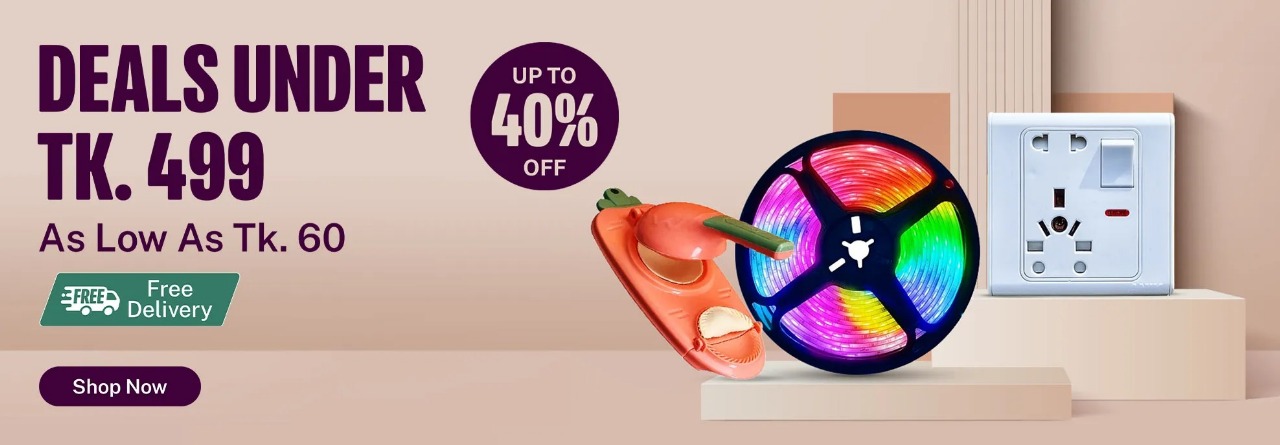 DEALS UNDER
TK. 499
As Low As Tk. 60
FREE
Free
Delivery
Shop Now
UP TO
40%
OFF